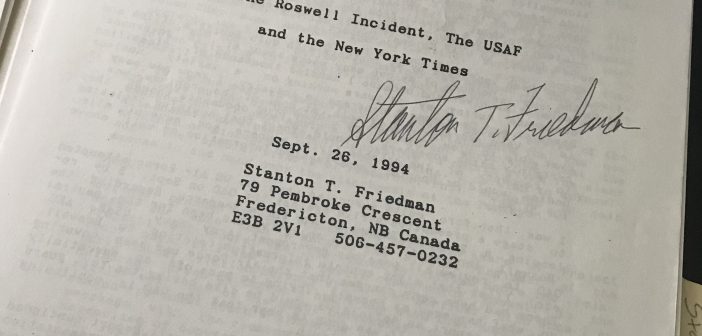 Roswell Incident, The USAF
and the New York Times
Stanton T. Friedman
Sept. 26, 1994
Stanton T. Friedman
79 Pembroke Crescent
Fredericton, NB Canada
E3B 2V1 506-457-0232